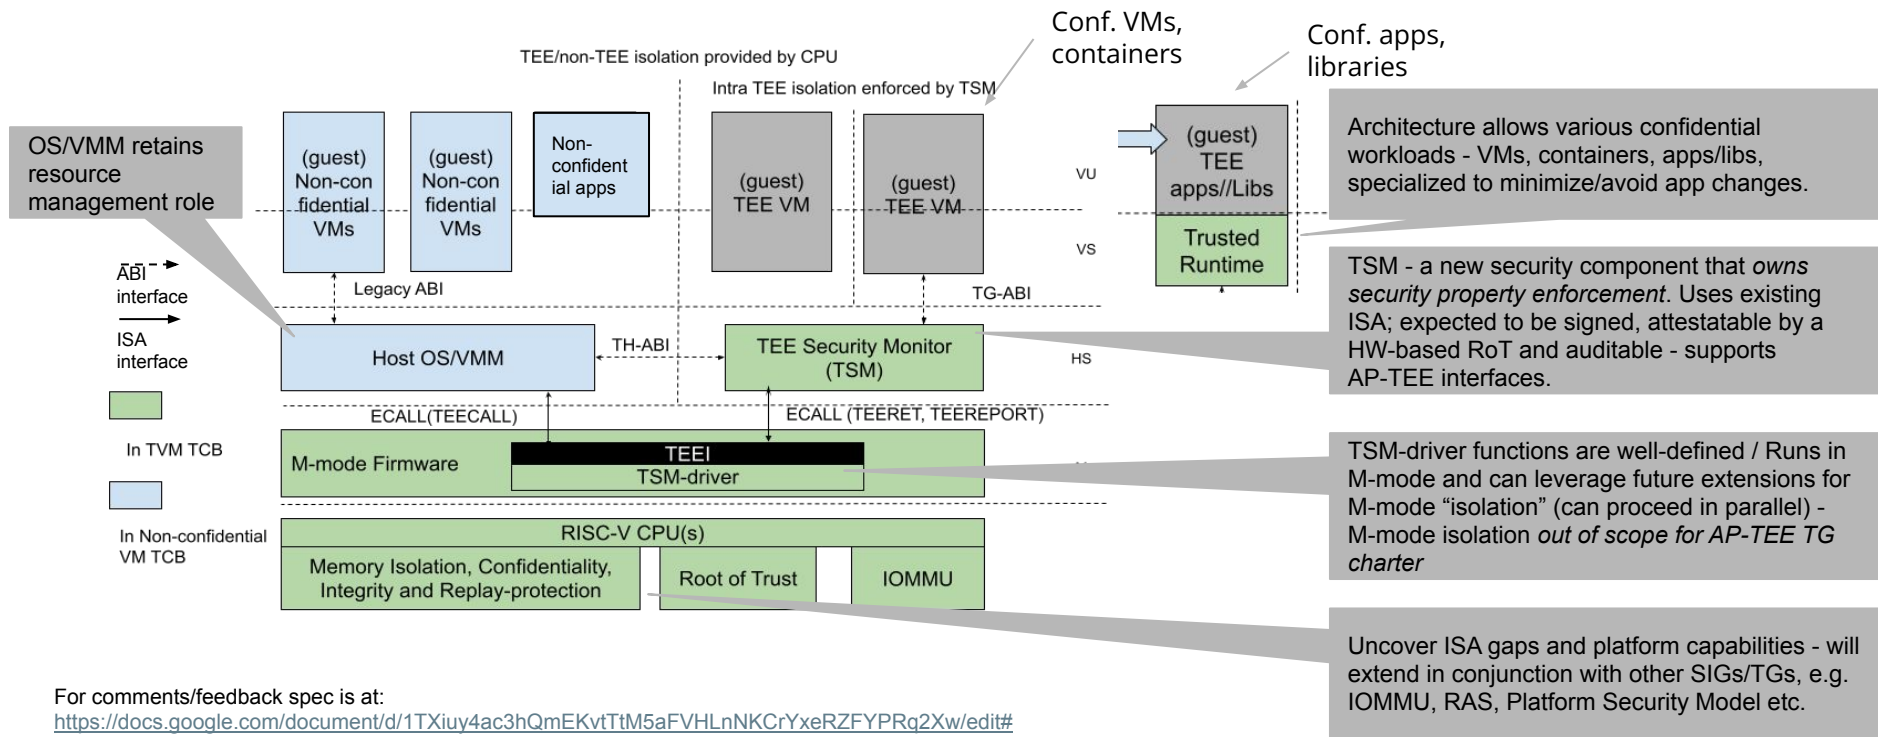 Conf. VMs,
containers
Conf. apps,
libraries
TEE/non-TEE isolation provided by CPU
Intra TEE isolation enforced by TSM
OS/VMM retains
resource
management role
(guest)
Non-con
fidential
VMs
(guest)
Non-con
fidential
VMs
Non-
confident
ial apps
(guest)
TEE VM
(guest)
TEE VM
VU
VS
(guest)
TEE
apps//Libs
Trusted
Runtime
Architecture allows various confidential
workloads - VMs, containers, apps/libs,
specialized to minimize/avoid app changes.
ABI
interface
ISA
interface
Legacy ABI
TG-ABI
Host OS/VMM
TH-ABI
TEE Security Monitor
(TSM)
HS
TSM - a new security component that owns
security property enforcement. Uses existing
ISA; expected to be signed, attestatable by a
HW-based RoT and auditable - supports
AP-TEE interfaces.
ECALL(TEECALL)
ECALL (TEERET, TEEREPORT)
In TVM TCB
M-mode Firmware
TEEI
TSM-driver
TSM-driver functions are well-defined / Runs in
M-mode and can leverage future extensions for
M-mode “isolation” (can proceed in parallel) -
M-mode isolation out of scope for AP-TEE TG
charter
In Non-confidential
VM TCB
RISC-V CPU(s)
Memory Isolation, Confidentiality,
Integrity and Replay-protection
Root of Trust
IOMMU
Uncover ISA gaps and platform capabilities - will
extend in conjunction with other SIGs/TGs, e.g.
IOMMU, RAS, Platform Security Model etc.
For comments/feedback spec is at:
https://docs.google.com/document/d/1TXiuy4ac3hQmEKvtTtM5aFVHLnNKCrYxeRZFYPRq2Xw/edit#